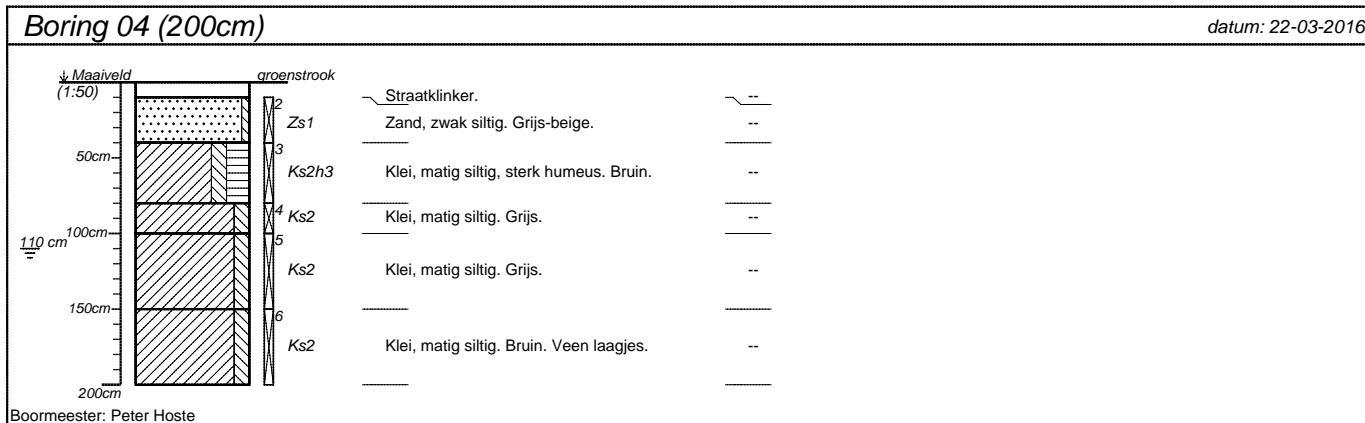 Boring 04 (200cm) datum: 22-03-2016
Maaiveld groenstrook
(1:50) Straatklinker. --
2
Zs1 Zand, zwak siltig. Grijs-beige. --
3
50cm
Ks2h3 Klei, matig siltig, sterk humeus. Bruin. --
4
Ks2 Klei, matig siltig. Grijs. --
100cm
110 cm 5
Ks2 Klei, matig siltig. Grijs. --
150cm
6
Ks2 Klei, matig siltig. Bruin. Veen laagjes. --
200cm
Boormeester: Peter Hoste